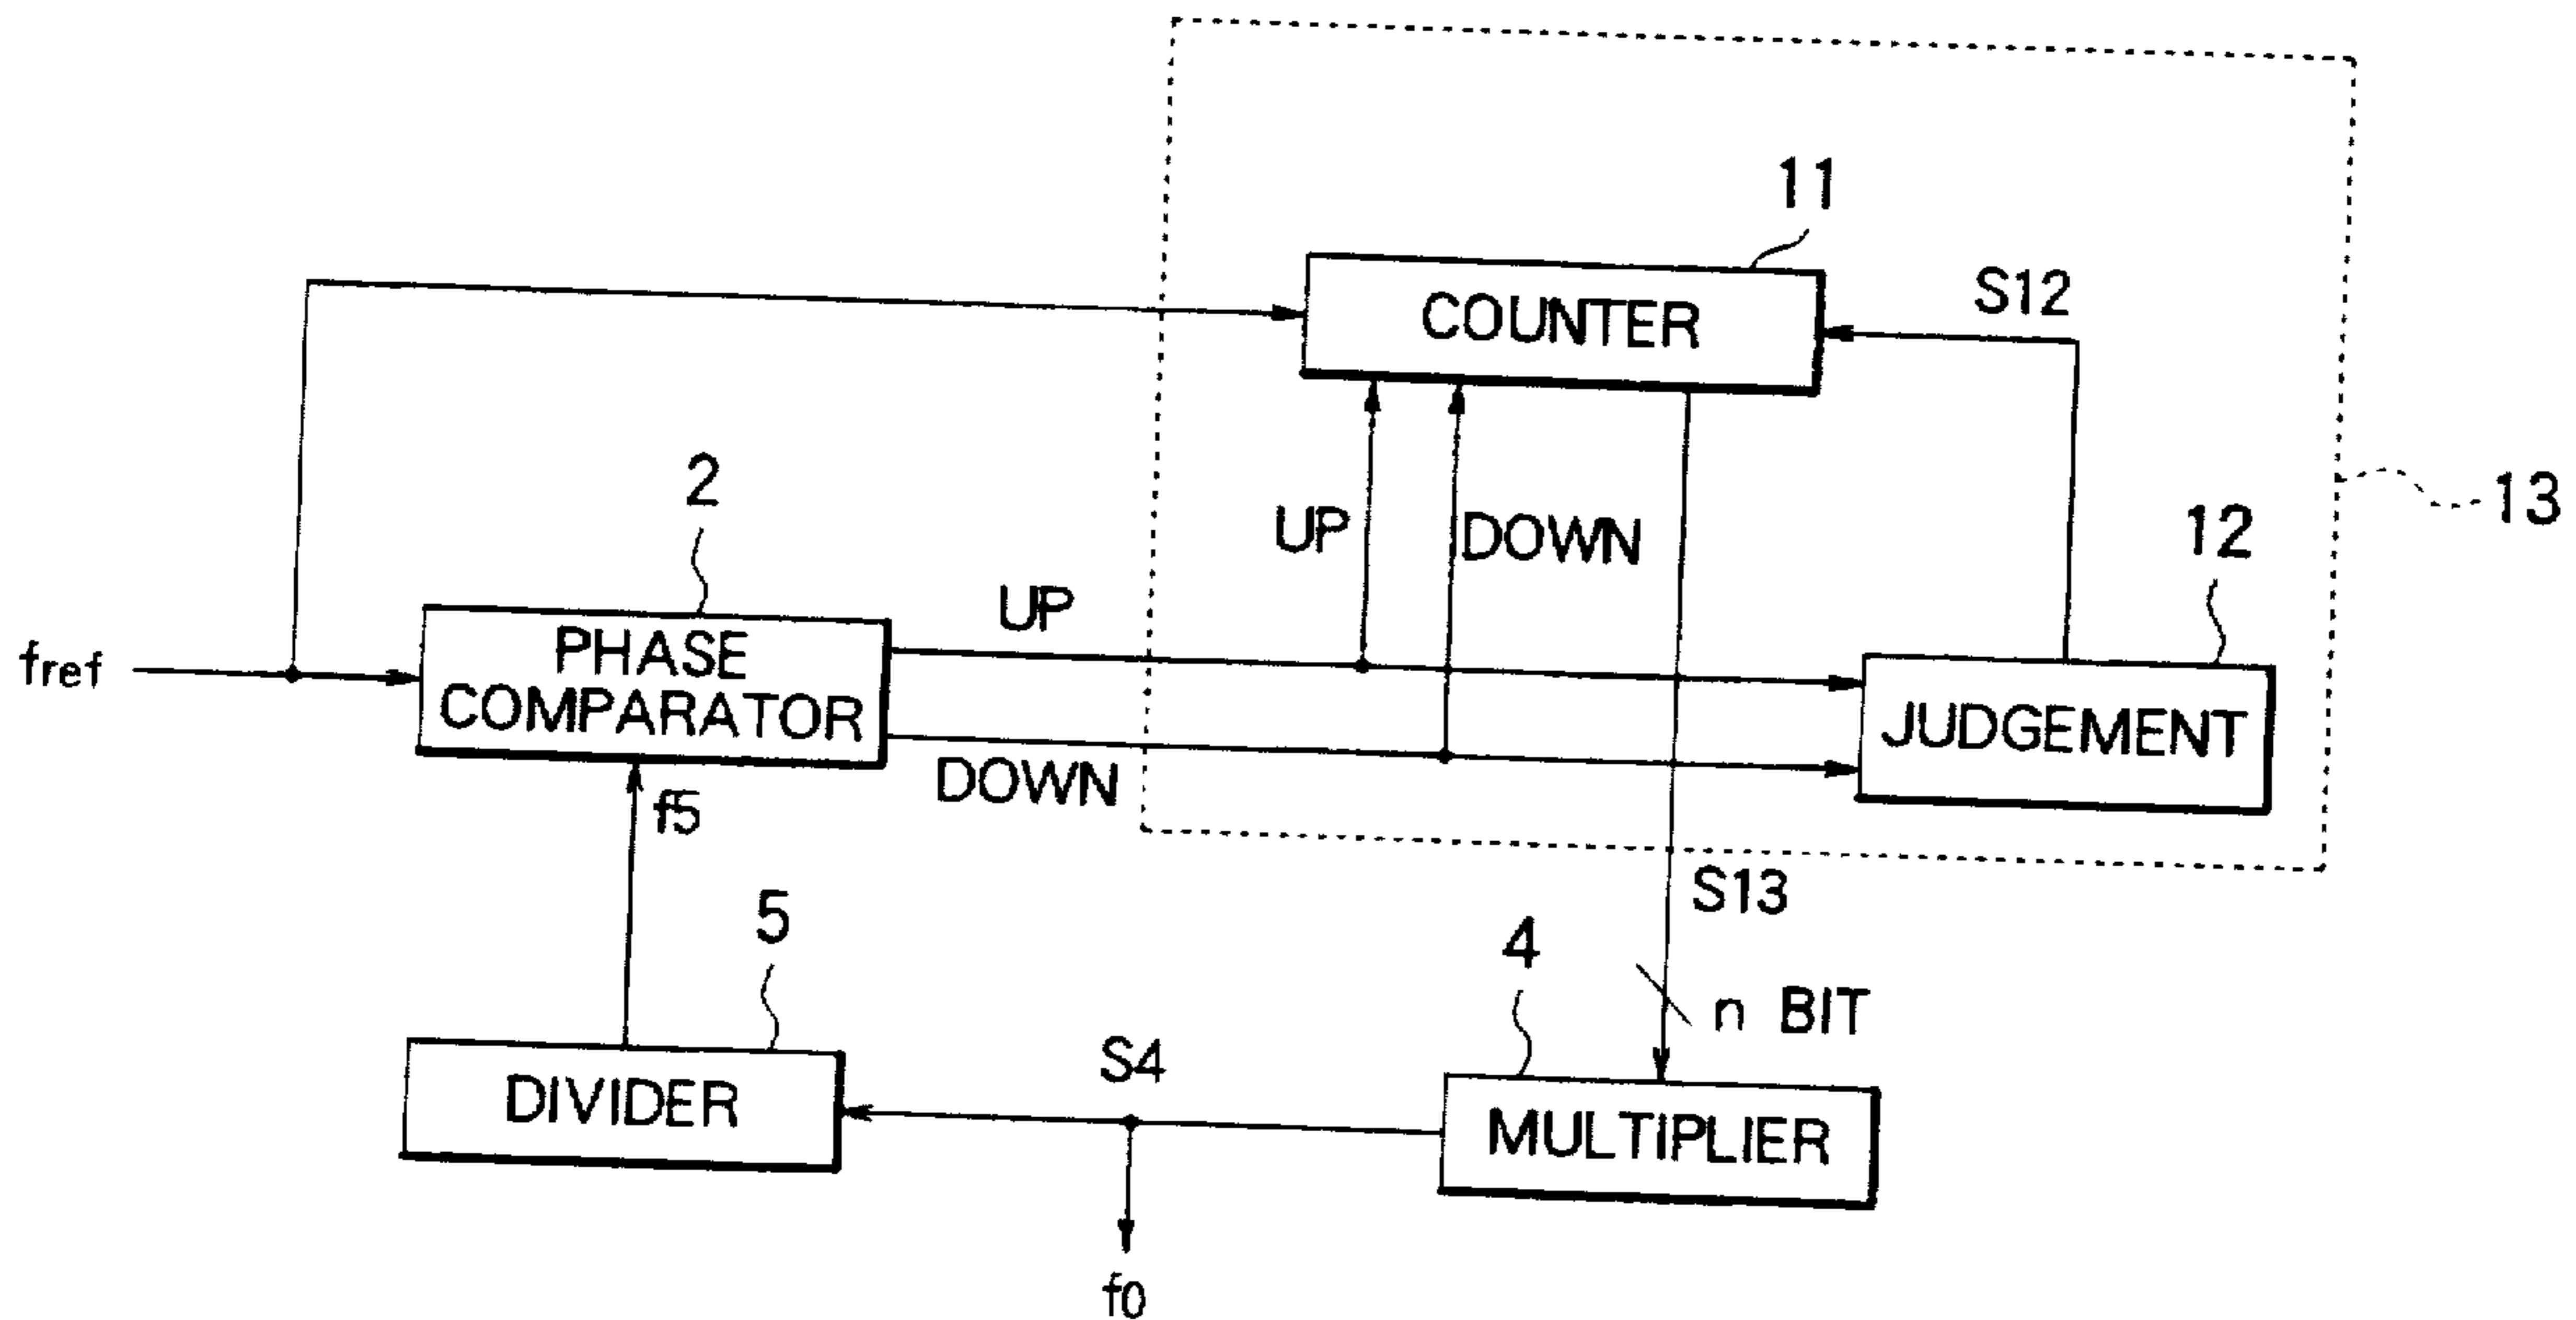 11
COUNTER
S12
2
UP
DOWN
13
12
UP
fref
PHASE
COMPARATOR
JUDGEMENT
DOWN
f5
S13
5
4
n BIT
S4
DIVIDER
MULTIPLIER
f0